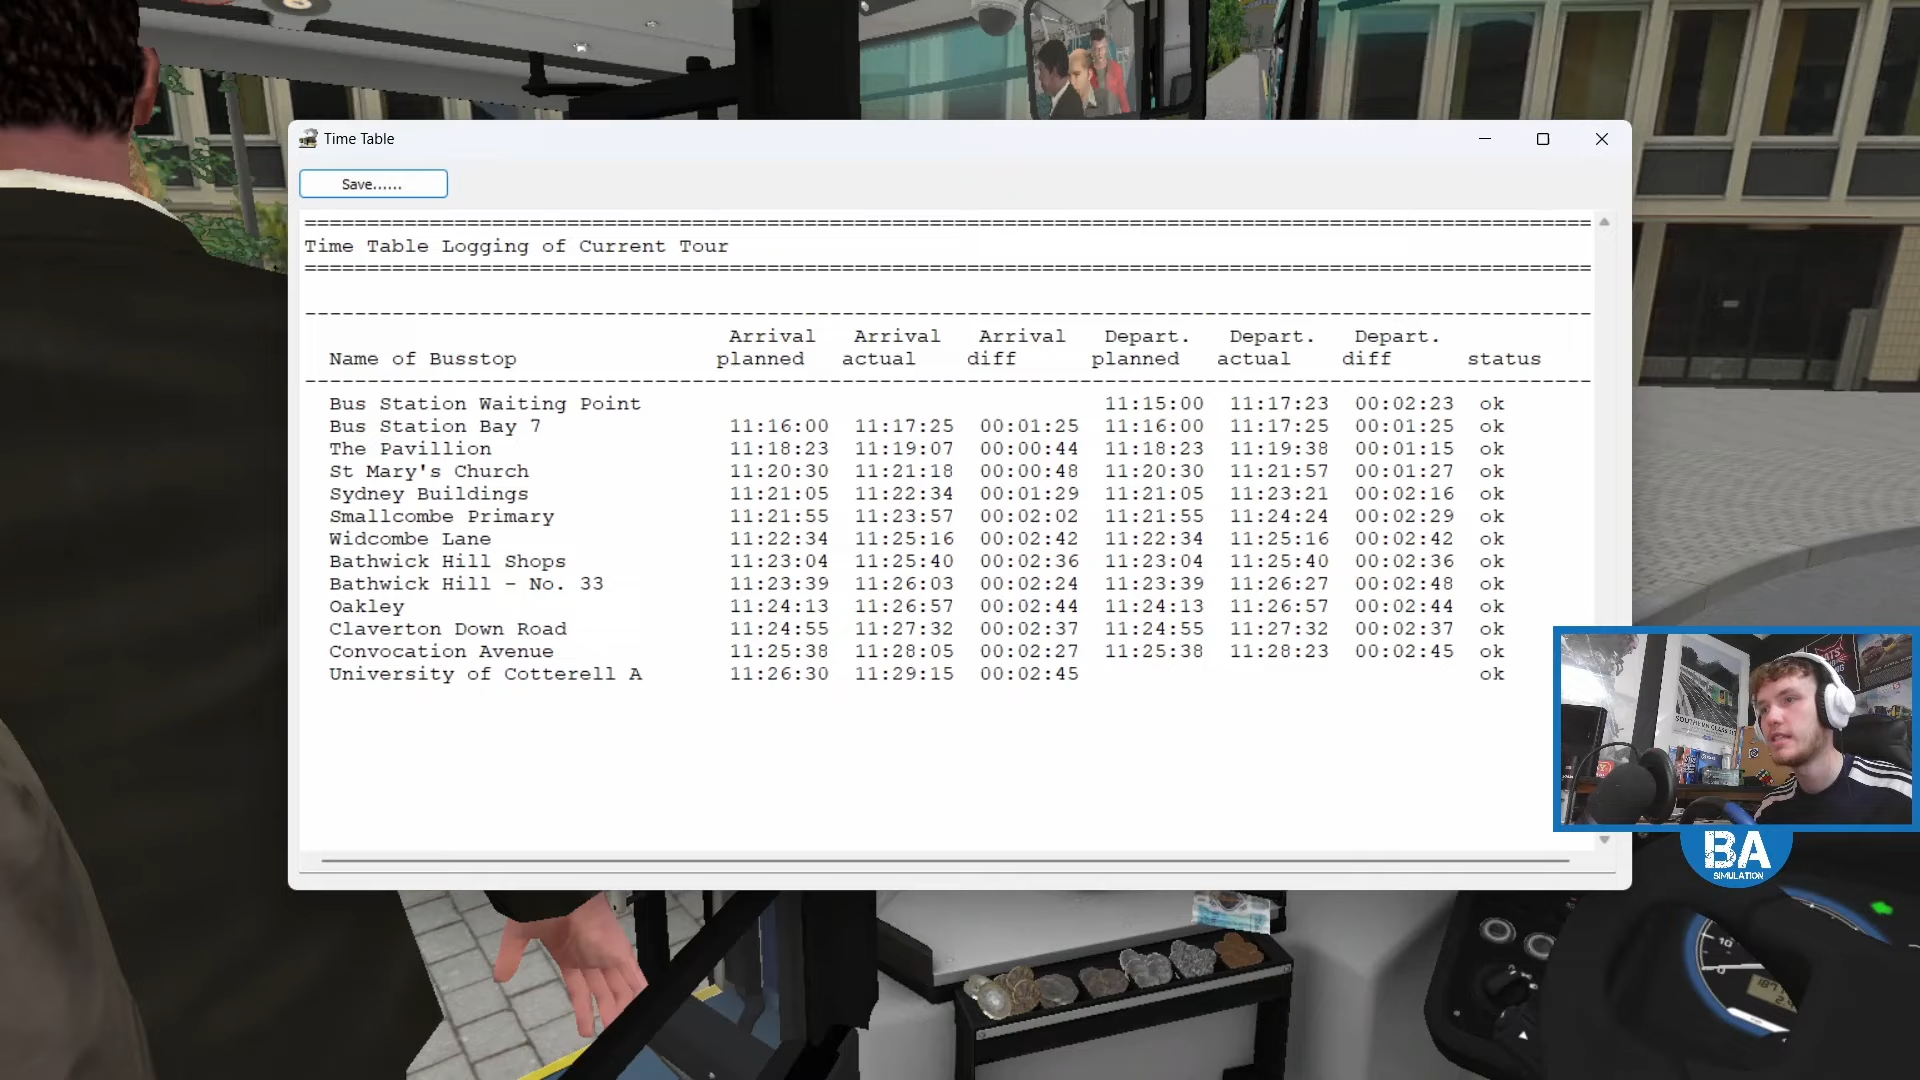 Time Table
Save......
Time Table Logging of Current Tour
Arrival Arrival Arrival Depart. Depart. Depart.
Name of Busstop planned actual diff planned actual diff status
Bus Station Waiting Point 11:15:00 11:17:23 00:02:23 ok
Bus Station Bay 7 11:16:00 11:17:25 00:01:25 11:16:00 11:17:25 00:01:25 ok
The Pavillion 11:18:23 11:19:07 00:00:44 11:18:23 11:19:38 00:01:15 ok
St Mary's Church 11:20:30 11:21:18 00:00:48 11:20:30 11:21:57 00:01:27 ok
Sydney Buildings 11:21:05 11:22:34 00:01:29 11:21:05 11:23:21 00:02:16 ok
Smallcombe Primary 11:21:55 11:23:57 00:02:02 11:21:55 11:24:24 00:02:29 ok
Widcombe Lane 11:22:34 11:25:16 00:02:42 11:22:34 11:25:16 00:02:42 ok
Bathwick Hill Shops 11:23:04 11:25:40 00:02:36 11:23:04 11:25:40 00:02:36 ok
Bathwick Hill - No. 33 11:23:39 11:26:03 00:02:24 11:23:39 11:26:27 00:02:48 ok
Oakley 11:24:13 11:26:57 00:02:44 11:24:13 11:26:57 00:02:44 ok
Claverton Down Road 11:24:55 11:27:32 00:02:37 11:24:55 11:27:32 00:02:37 ok
Convocation Avenue 11:25:38 11:28:05 00:02:27 11:25:38 11:28:23 00:02:45 ok
University of Cotterell A 11:26:30 11:29:15 00:02:45 ok
BA
SIMULATION
10
0